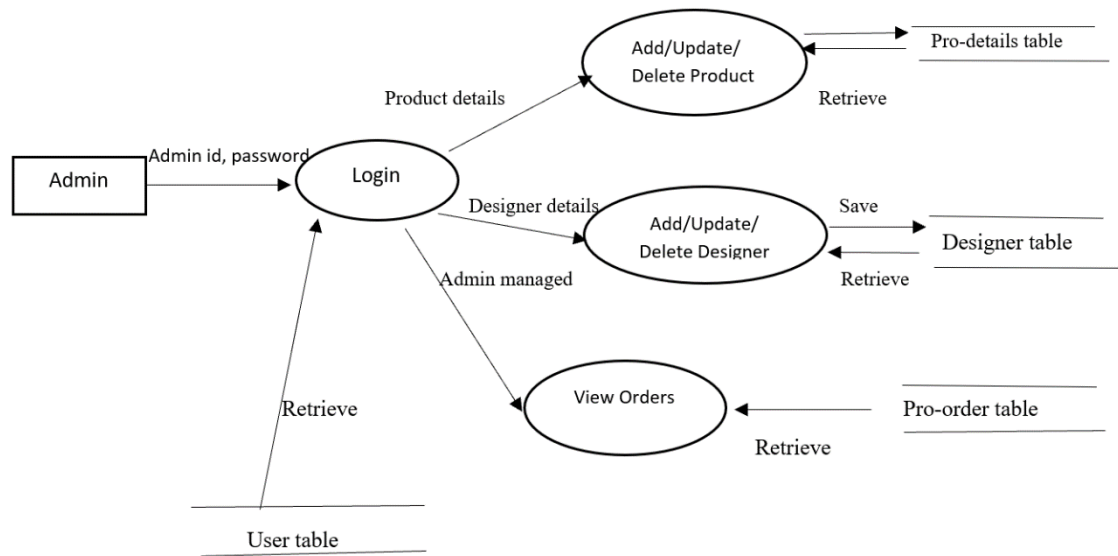 Add/Update/
Delete Product
Pro-details table
Retrieve
Product details
Admin id, password
Admin
Login
Designer details
Add/Update/
Delete Designer
Save
Designer table
Retrieve
Admin managed
View Orders
Pro-order table
Retrieve
Retrieve
User table